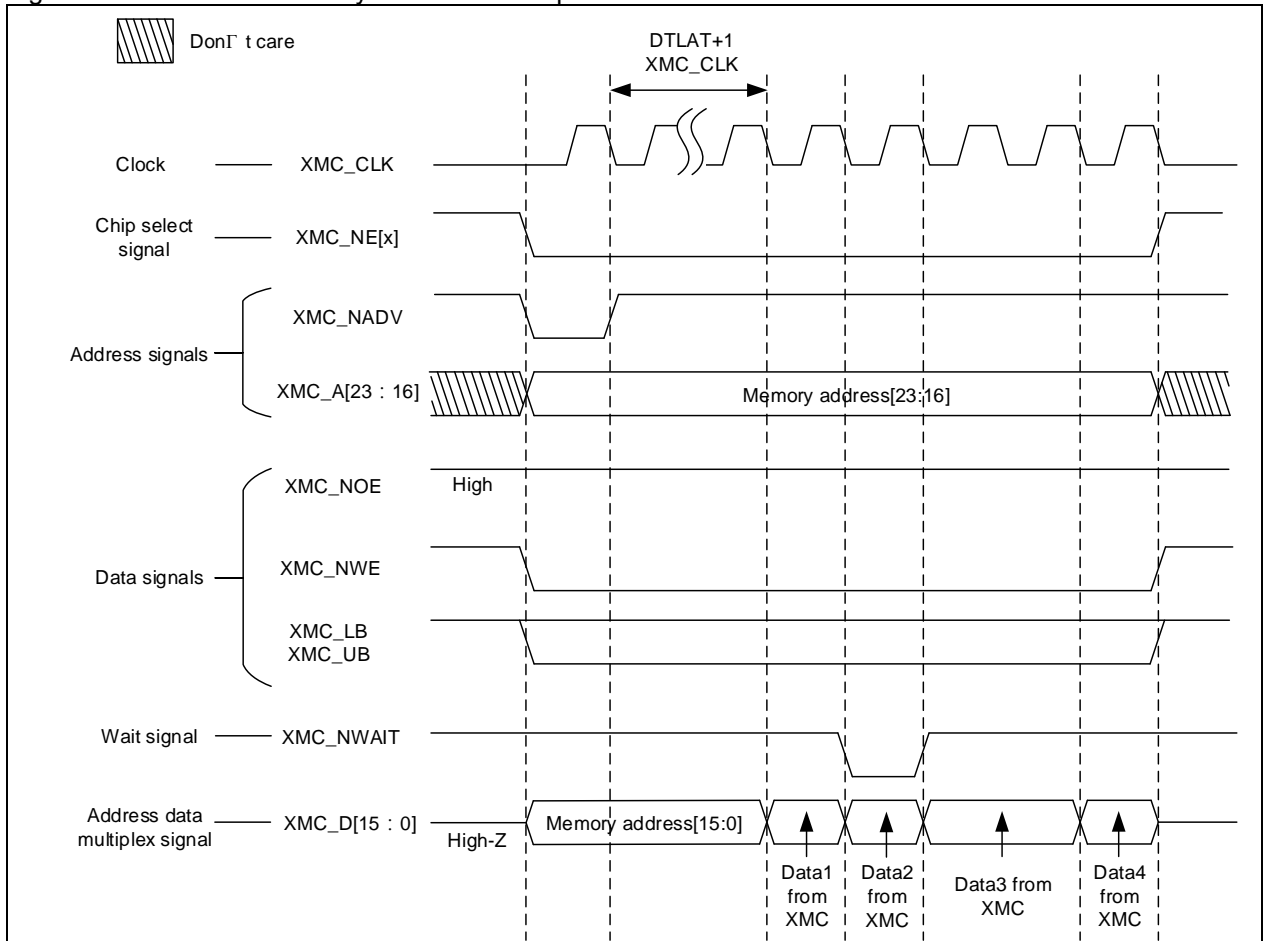 DonΓ t care
DTLAT+1
XMC_CLK
Clock
XMC_CLK
Chip select
signal
XMC_NE[x]
Address signals
XMC_NADV
XMC_A[23 : 16]
Memory address[23:16]
Data signals
XMC_NOE
High
XMC_NWE
XMC_LB
XMC_UB
Wait signal
XMC_NWAIT
Address data
multiplex signal
XMC_D[15 : 0]
High-Z
Memory address[15:0]
Data1
from
XMC
Data2
from
XMC
Data3 from
XMC
Data4
from
XMC